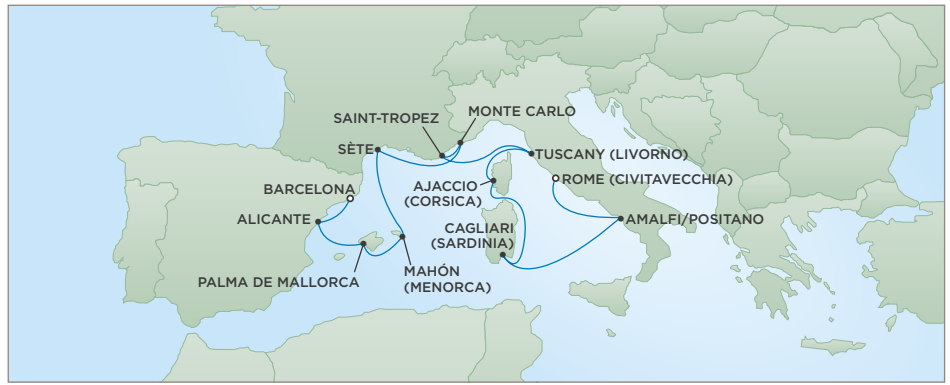 SAINT-TROPEZ
MONTE CARLO
SÈTE
TUSCANY (LIVORNO)
BARCELONA
AJACCIO
(CORSICA)
ROME (CIVITAVECCHIA)
ALICANTE
CAGLIARI
(SARDINIA)
AMALFI/POSITANO
PALMA DE MALLORCA
MAHÓN
(MENORCA)